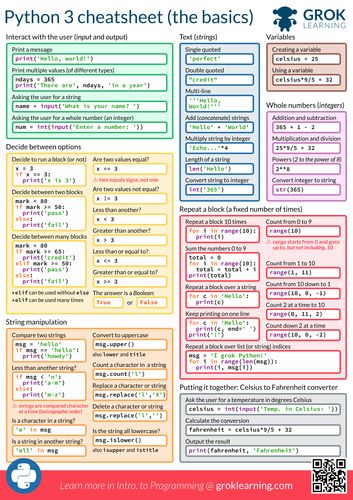 Python 3 cheatsheet (the basics)
GROK
LEARNING
Interact with the user (input and output)
Print a message
print('Hello, world!')
Print multiple values (of different types)
ndays = 365
print('There are', ndays, 'in a year')
Asking the user for a string
name = input('What is your name? ')
Asking the user for a whole number (an integer)
num = int(input('Enter a number: '))
Decide between options
Decide to run a block (or not)
x = 3
if x == 3:
print('x is 3')
Decide between two blocks
mark = 80
if mark >= 50:
print('pass')
else:
print('fail')
Decide between many blocks
mark = 80
if mark >= 65:
print('credit')
elif mark >= 50:
print('pass')
else:
print('fail')
•elif can be used without else
•elif can be used many times
Are two values equal?
x == 3
⚠ two equals signs, not one
Are two values not equal?
x != 3
Less than another?
x < 3
Greater than another?
x > 3
Less than or equal to?
x <= 3
Greater than or equal to?
x >= 3
The answer is a Boolean:
True or False
String manipulation
Compare two strings
msg = 'hello'
if msg == 'hello':
print('howdy')
Less than another string?
if msg < 'n':
print('a-m')
else:
print('n-z')
⚠ strings are compared character
at a time (lexicographic order)
Is a character in a string?
'e' in msg
Is a string in another string?
'ell' in msg
Convert to uppercase
msg.upper()
also lower and title
Count a character in a string
msg.count('l')
Replace a character or string
msg.replace('l','X')
Delete a character or string
msg.replace('l','')
Is the string all lowercase?
msg.islower()
also isupper and istitle
Text (strings)
Single quoted
'perfect'
Double quoted
"credit"
Multi-line
'''Hello,
World!'''
Add (concatenate) strings
'Hello' + 'World'
Multiply string by integer
'Echo...'*4
Length of a string
len('Hello')
Convert string to integer
int('365')
Variables
Creating a variable
celsius = 25
Using a variable
celsius*9/5 + 32
Whole numbers (integers)
Addition and subtraction
365 + 1 - 2
Multiplication and division
25*9/5 + 32
Powers (2 to the power of 8)
2**8
Convert integer to string
str(365)
Repeat a block (a fixed number of times)
Repeat a block 10 times
for i in range(10):
print(i)
Sum the numbers 0 to 9
total = 0
for i in range(10):
total = total + i
print(total)
Repeat a block over a string
for c in 'Hello':
print(c)
Keep printing on one line
for c in 'Hello':
print(c, end=' ')
print('!')
Repeat a block over list (or string) indices
msg = 'I grok Python!'
for i in range(len(msg)):
print(i, msg[i])
Count from 0 to 9
range(10)
⚠ range starts from 0 and goes
up to, but not including, 10
Count from 1 to 10
range(1, 11)
Count from 10 down to 1
range(10, 0, -1)
Count 2 at a time to 10
range(0, 11, 2)
Count down 2 at a time
range(10, 0, -2)
Putting it together: Celsius to Fahrenheit converter
Ask the user for a temperature in degrees Celsius
celsius = int(input('Temp. in Celsius: '))
Calculate the conversion
fahrenheit = celsius*9/5 + 32
Output the result
print(fahrenheit, 'Fahrenheit')
Learn more in Intro. to Programming @ groklearning.com